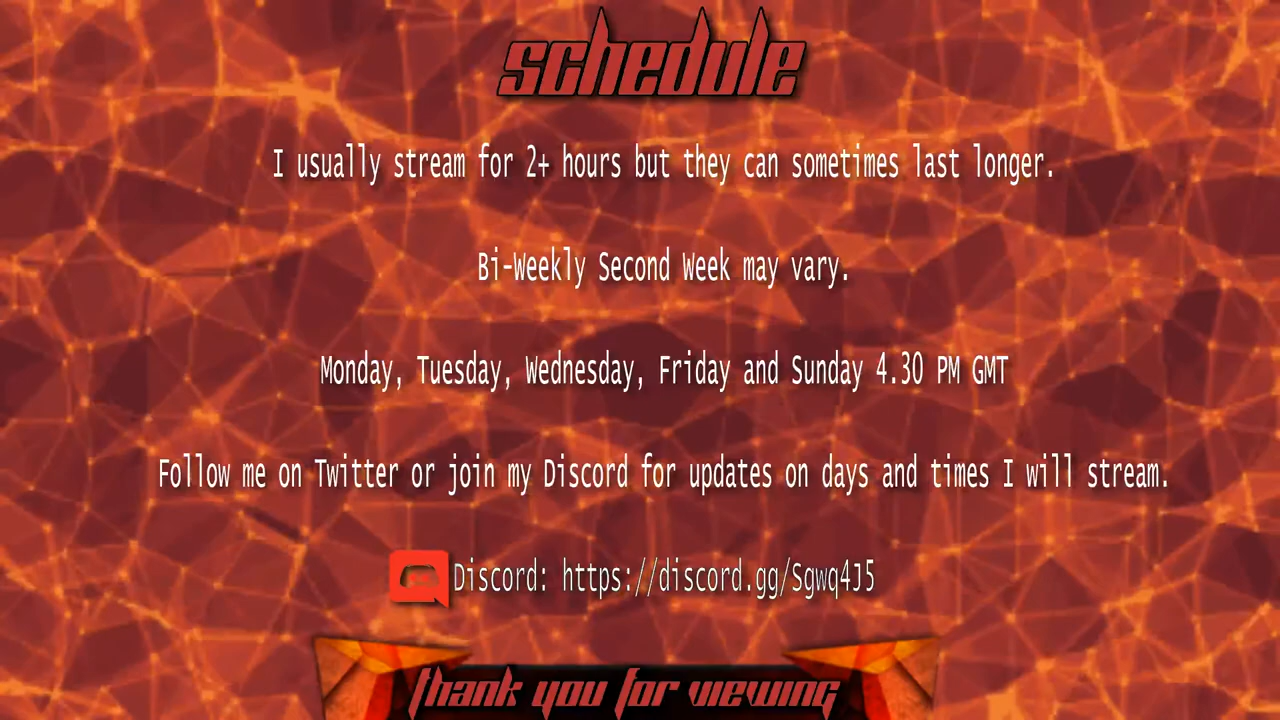 schedule
I usually stream for 2+ hours but they can sometimes last longer.
Bi-Weekly Second Week may vary.
Monday, Tuesday, Wednesday, Friday and Sunday 4.30 PM GMT
Follow me on Twitter or join my Discord for updates on days and times I will stream.
Discord: https://discord.gg/Sgwq4J5
thank you for viewing